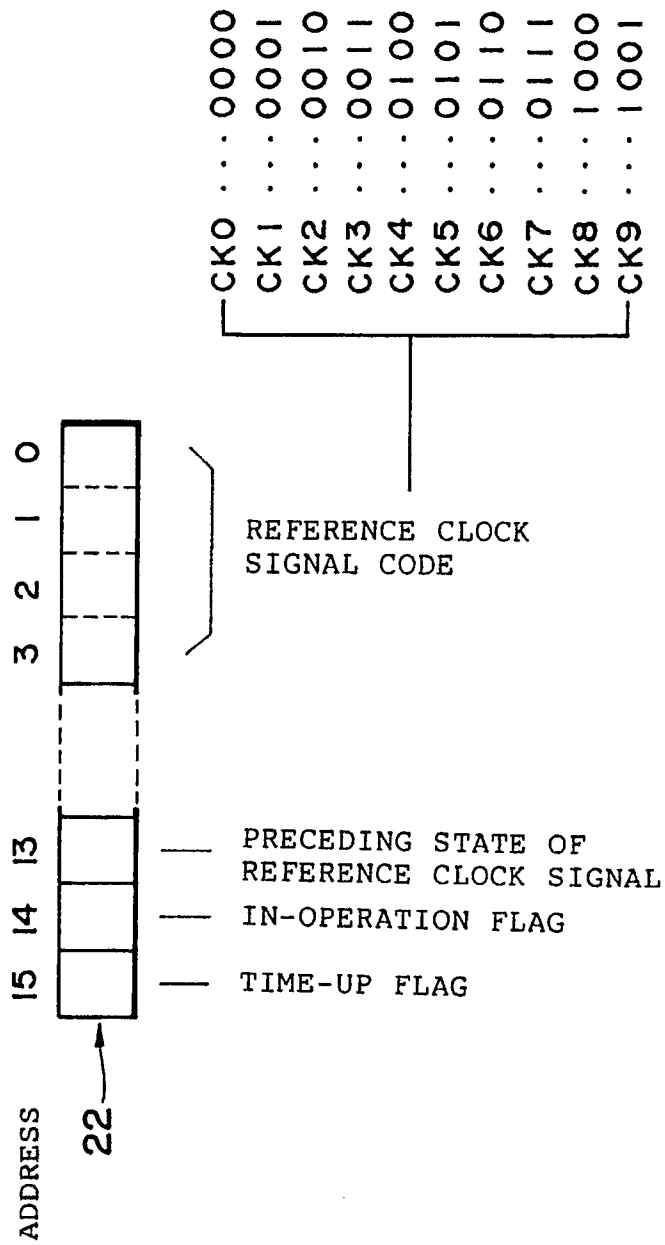 ADDRESS 15 14 13 3 2 1 0
22
TIME-UP FLAG
IN-OPERATION FLAG
PRECEDING STATE OF
REFERENCE CLOCK SIGNAL
REFERENCE CLOCK
SIGNAL CODE
CK0 ··· 0000
CK1 ··· 0001
CK2 ··· 0010
CK3 ··· 0011
CK4 ··· 0100
CK5 ··· 0101
CK6 ··· 0110
CK7 ··· 0111
CK8 ··· 1000
CK9 ··· 1001